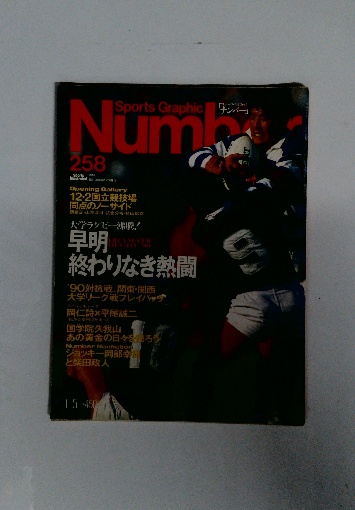 Sports Graphic
Number
「ナンバー」
258
Opening Gallery
12・2国立競技場
同点のノーサイド
大学ラグビー沸騰!
早明
終わりなき熱闘
'90対抗戦、関東・関西
大学リーグ戦プレイバック
岡仁詩×平尾誠二
国学院久我山
あの黄金の日々を語ろう
Number Nonfiction
ジョッキー岡部幸雄
と柴田政人
1/5